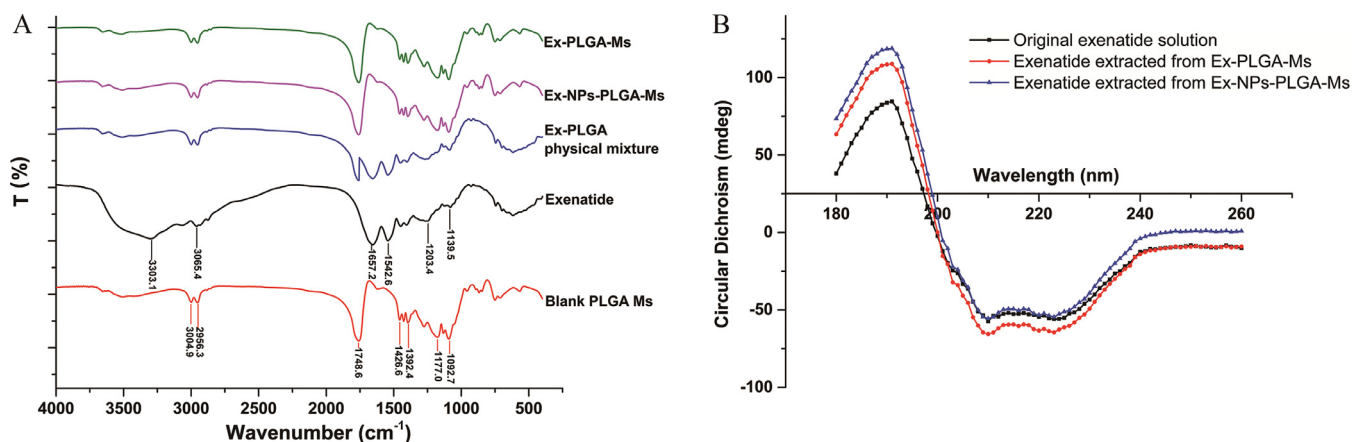 A
Ex-PLGA-Ms
Ex-NPs-PLGA-Ms
Ex-PLGA
physical mixture
Exenatide
Blank PLGA Ms
3303.1
3065.4
1657.2
1542.6
1203.4
1139.5
3004.9
2956.3
1748.6
1426.6
1392.4
1177.0
1092.7
T (%)
4000 3500 3000 2500 2000 1500 1000 500
Wavenumber (cm⁻¹)
B
Original exenatide solution
Exenatide extracted from Ex-PLGA-Ms
Exenatide extracted from Ex-NPs-PLGA-Ms
Circular Dichroism (mdeg)
100
50
0
-50
-100
Wavelength (nm)
180 200 220 240 260